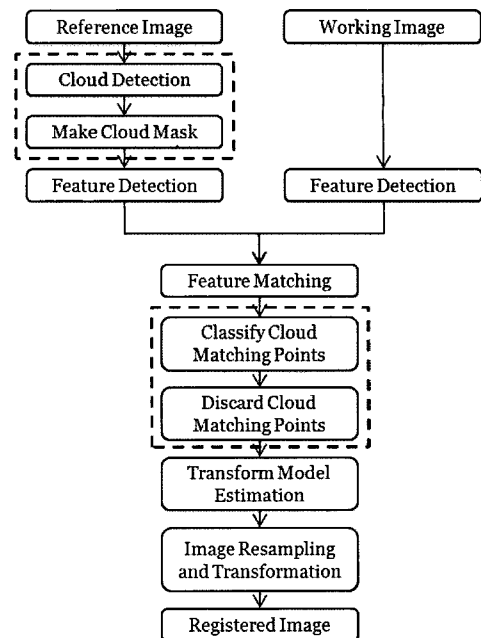 Reference Image
Working Image
Cloud Detection
Make Cloud Mask
Feature Detection
Feature Detection
Feature Matching
Classify Cloud
Matching Points
Discard Cloud
Matching Points
Transform Model
Estimation
Image Resampling
and Transformation
Registered Image